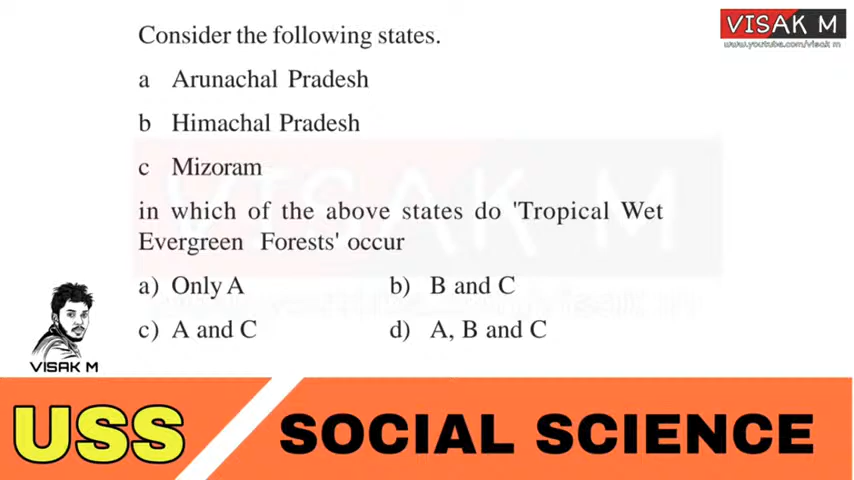 VISAK M
www.youtube.com/visak m
Consider the following states.
a Arunachal Pradesh
b Himachal Pradesh
c Mizoram
in which of the above states do 'Tropical Wet
Evergreen Forests' occur
a) Only A b) B and C
c) A and C d) A, B and C
VISAK M
VISAK M
USS SOCIAL SCIENCE